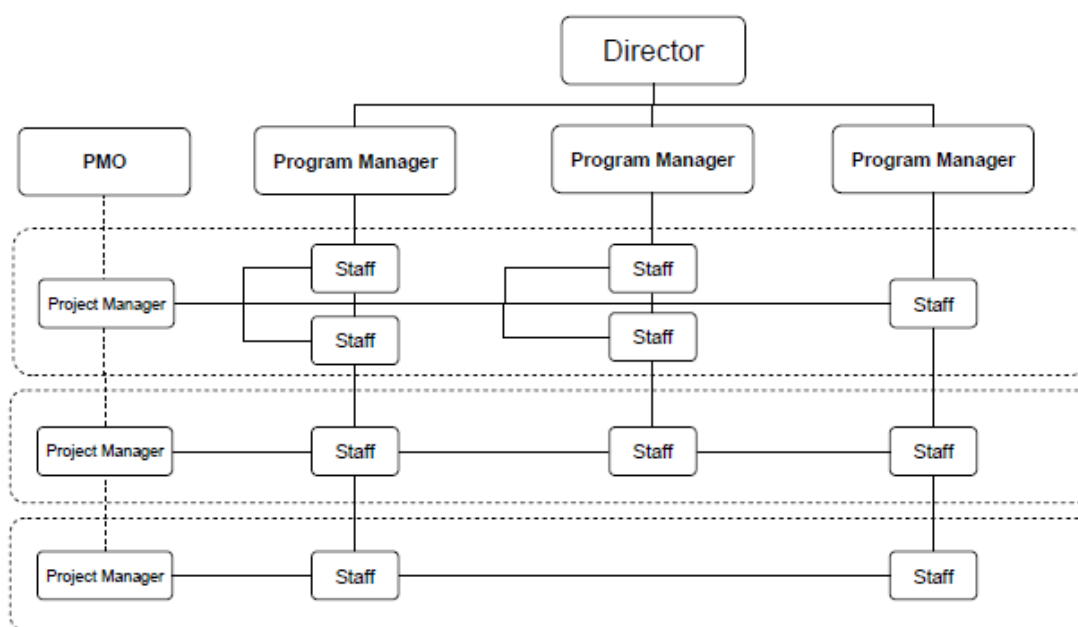 Director
PMO
Program Manager
Program Manager
Program Manager
Staff
Staff
Project Manager
Staff
Staff
Staff
Project Manager
Staff
Staff
Staff
Project Manager
Staff
Staff